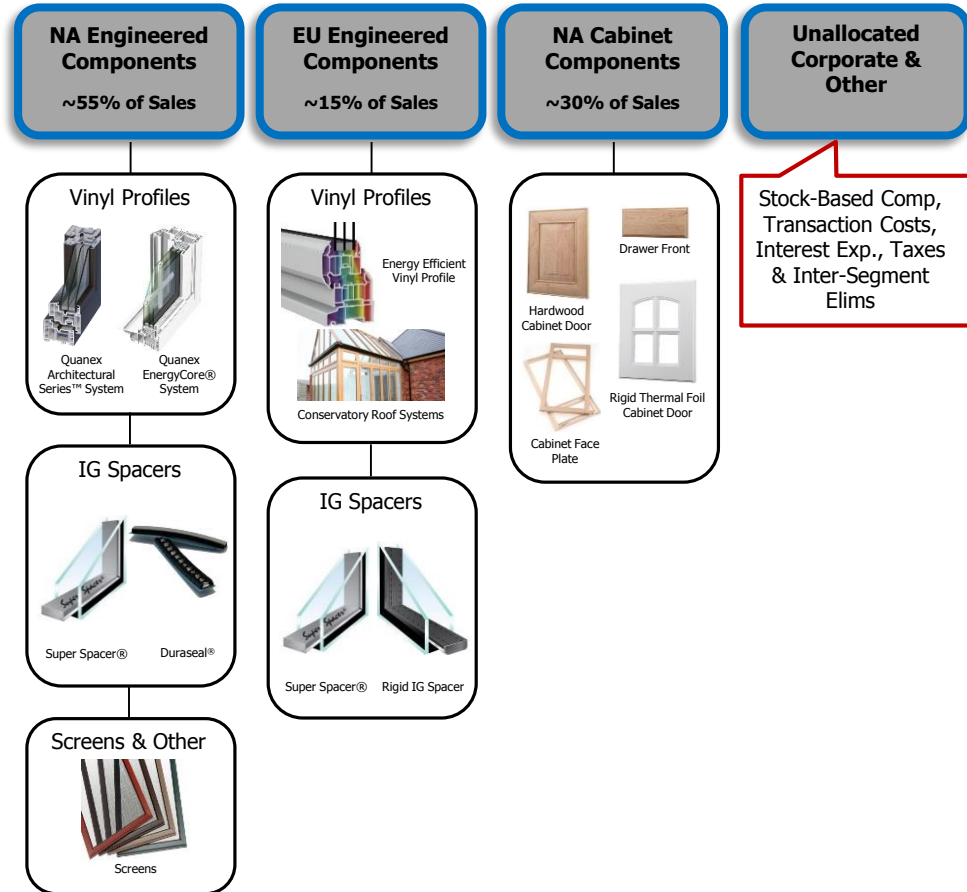 NA Engineered
Components
~55% of Sales
EU Engineered
Components
~15% of Sales
NA Cabinet
Components
~30% of Sales
Unallocated
Corporate &
Other
Vinyl Profiles
Quanex
Architectural
Series™ System
Quanex
EnergyCore®
System
IG Spacers
Super Spacer®
Super Spacer®
Duraseal®
Screens & Other
Screens
Vinyl Profiles
Energy Efficient
Vinyl Profile
Conservatory Roof Systems
IG Spacers
Super Spacer®
Super Spacer®
Rigid IG Spacer
Drawer Front
Hardwood
Cabinet Door
Rigid Thermal Foil
Cabinet Door
Cabinet Face
Plate
Stock-Based Comp,
Transaction Costs,
Interest Exp., Taxes
& Inter-Segment
Elims